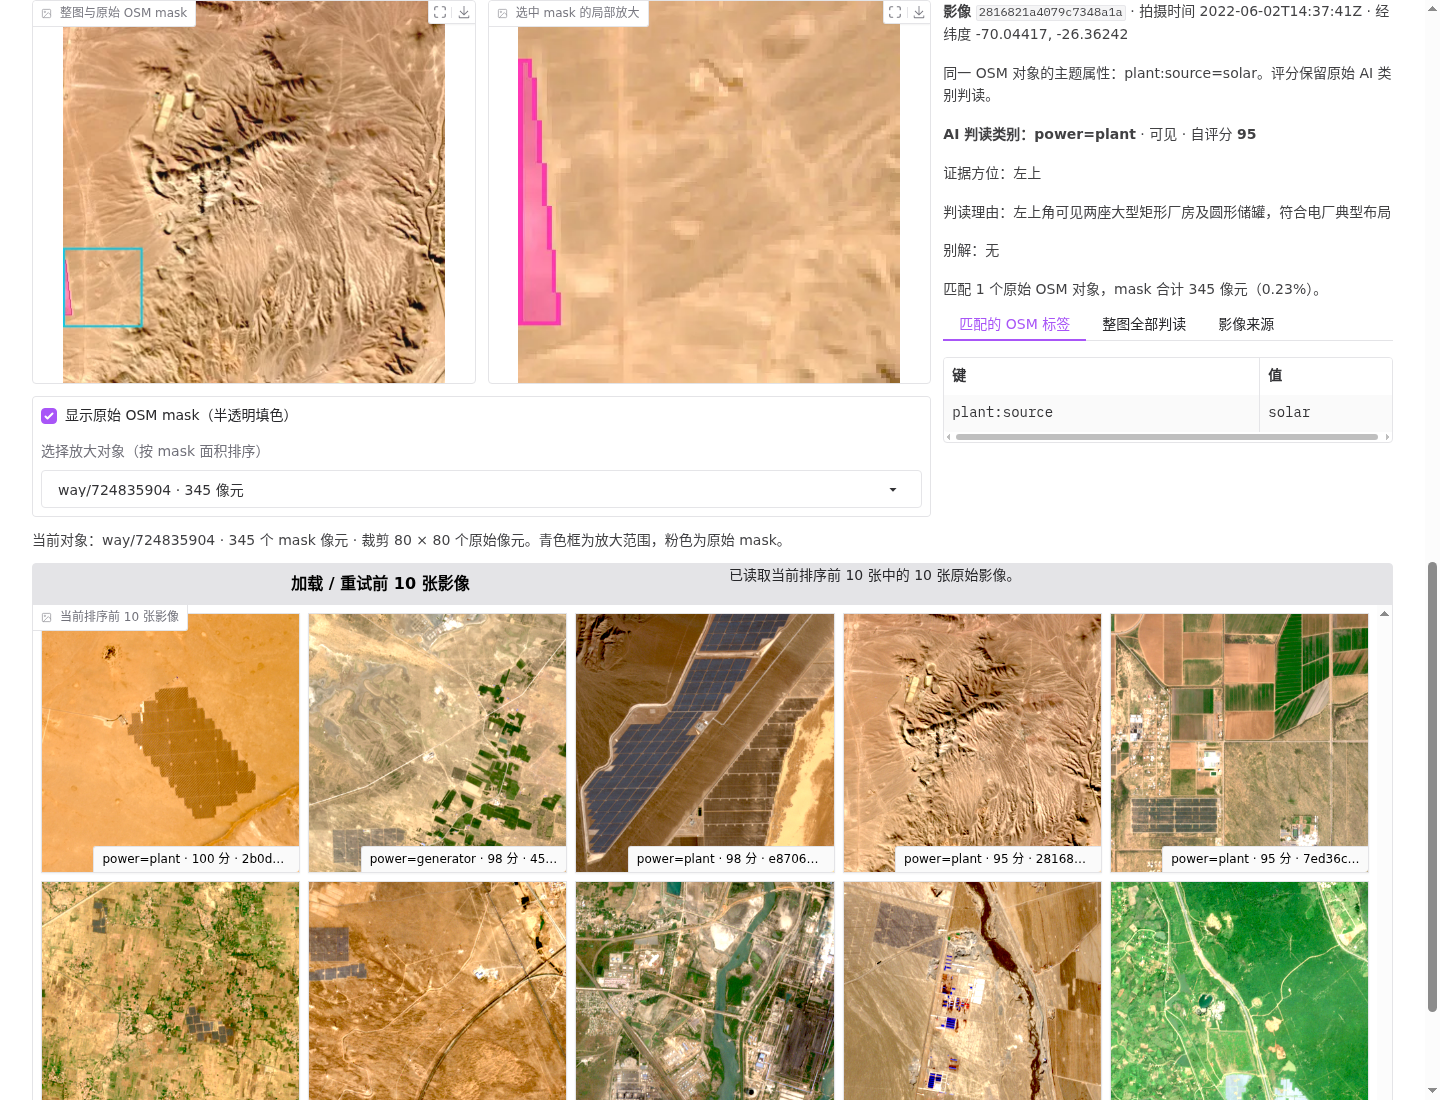 整图与原始 OSM mask
选中 mask 的局部放大
影像 2816821a4079c7348a1a · 拍摄时间 2022-06-02T14:37:41Z · 经
纬度 -70.04417, -26.36242
同一 OSM 对象的主题属性：plant:source=solar。评分保留原始 AI 类
别判读。
AI 判读类别：power=plant · 可见 · 自评分 95
证据方位：左上
判读理由：左上角可见两座大型矩形厂房及圆形储罐，符合电厂典型布局
别解：无
匹配 1 个原始 OSM 对象，mask 合计 345 像元（0.23%）。
匹配的 OSM 标签
整图全部判读
影像来源
键
值
plant:source
solar
显示原始 OSM mask（半透明填色）
选择放大对象（按 mask 面积排序）
way/724835904 · 345 像元
当前对象：way/724835904 · 345 个 mask 像元 · 裁剪 80 × 80 个原始像元。青色框为放大范围，粉色为原始 mask。
加载 / 重试前 10 张影像
已读取当前排序前 10 张中的 10 张原始影像。
当前排序前 10 张影像
power=plant · 100 分 · 2b0d...
power=generator · 98 分 · 45...
power=plant · 98 分 · e8706...
power=plant · 95 分 · 28168...
power=plant · 95 分 · 7ed36c...